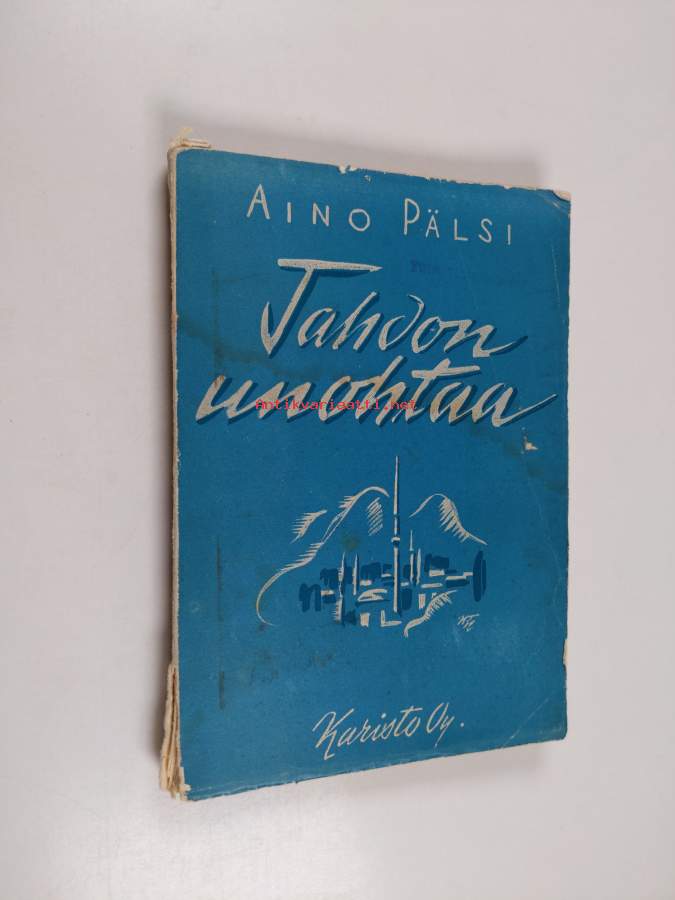 AINO PÄLSI
Tahdon
unohtaa
Antikvariaatti.net
Karisto Oy.